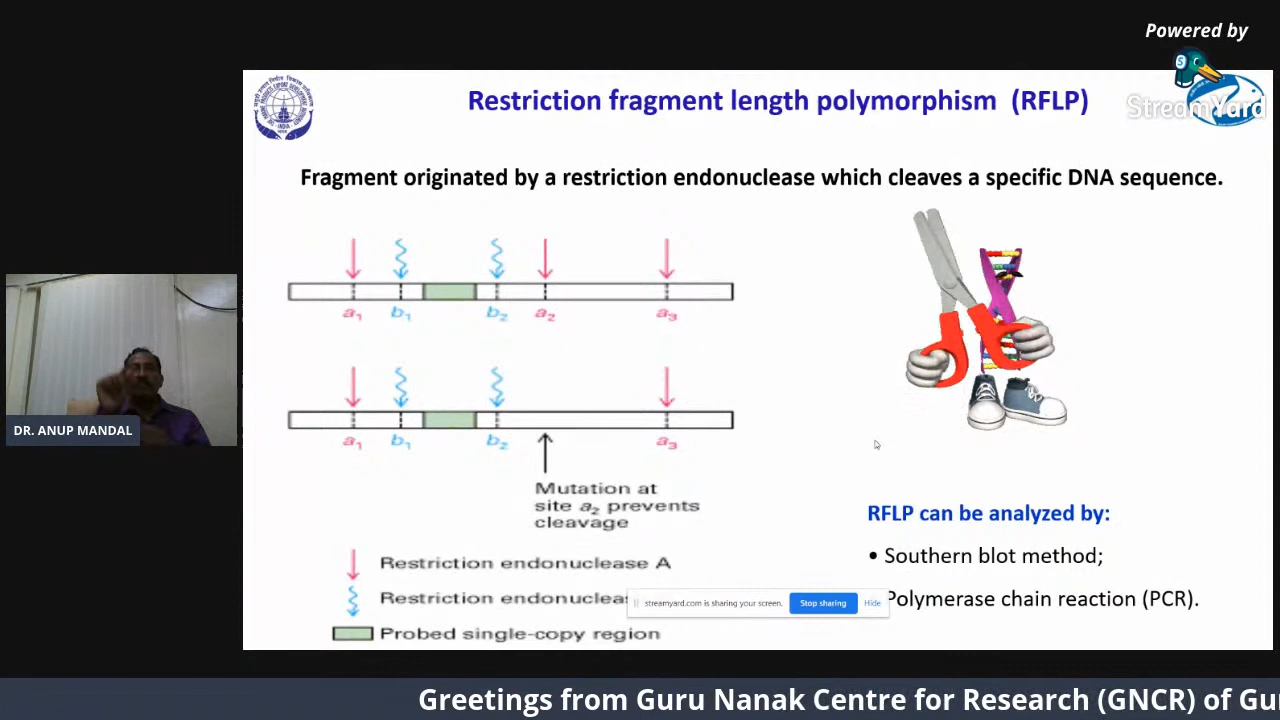 Powered by
StreamYard
Restriction fragment length polymorphism (RFLP)
Fragment originated by a restriction endonuclease which cleaves a specific DNA sequence.
a1 b1 b2 a2 a3
a1 b1 b2 a3
Mutation at
site a2 prevents
cleavage
Restriction endonuclease A
Restriction endonucleas
Probed single-copy region
RFLP can be analyzed by:
• Southern blot method;
Polymerase chain reaction (PCR).
streamyard.com is sharing your screen. Stop sharing Hide
DR. ANUP MANDAL
Greetings from Guru Nanak Centre for Research (GNCR) of Gu